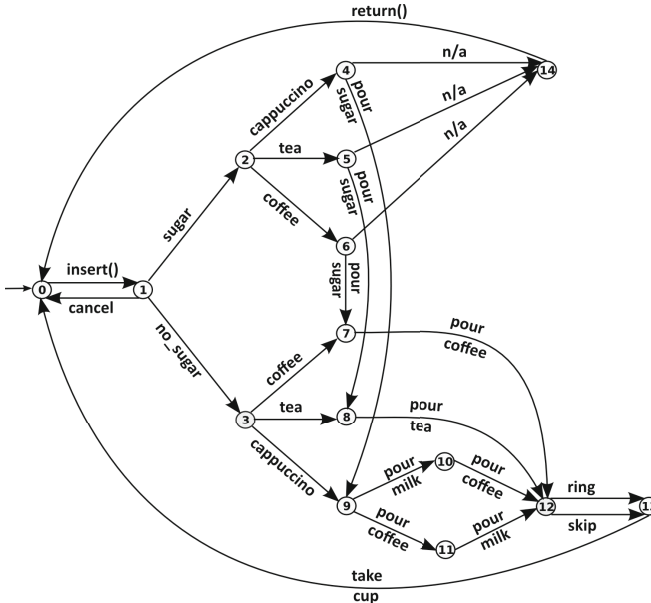 return()
4
n/a
14
cappuccino
pour
sugar
n/a
2
tea
5
n/a
pour
sugar
coffee
sugar
6
insert()
pour
sugar
0
1
cancel
no_sugar
7
pour
coffee
coffee
3
tea
8
pour
tea
cappuccino
pour
milk
10
pour
coffee
9
12
ring
skip
pour
coffee
11
pour
milk
take
cup